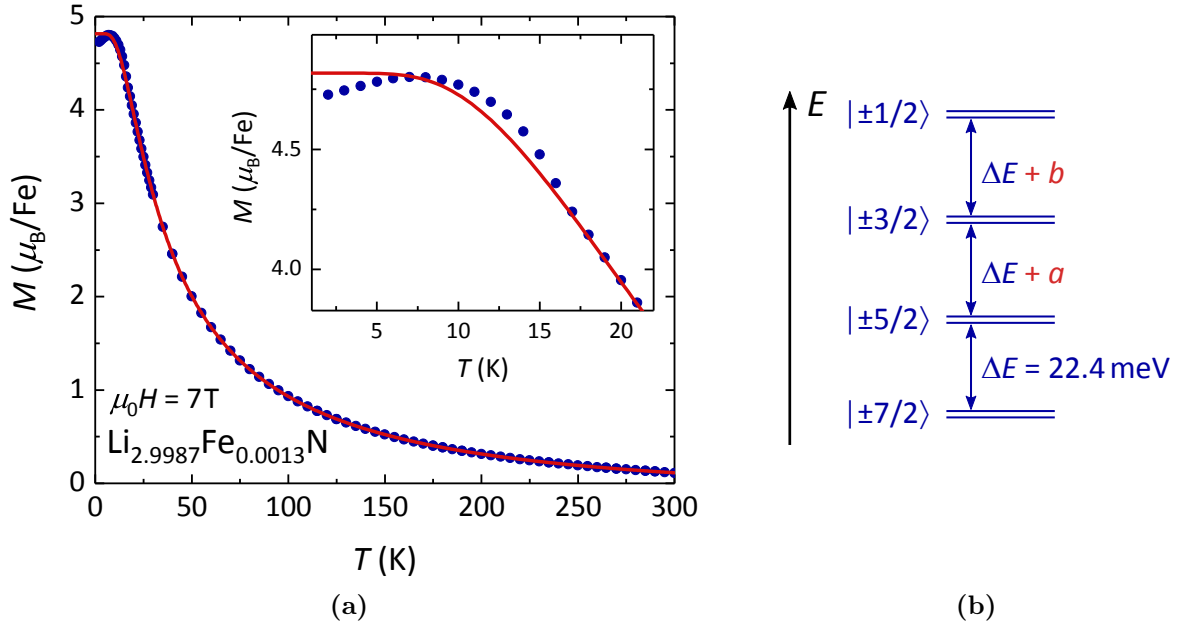 5
4
3
2
1
0
M (μB/Fe)
0
50
100
150
200
250
300
T (K)
μ0H = 7T
Li2.9987Fe0.0013N
4.5
4.0
M (μB/Fe)
5
10
15
20
T (K)
(a)
E
|±1/2⟩
ΔE + b
|±3/2⟩
ΔE + a
|±5/2⟩
ΔE = 22.4 meV
|±7/2⟩
(b)